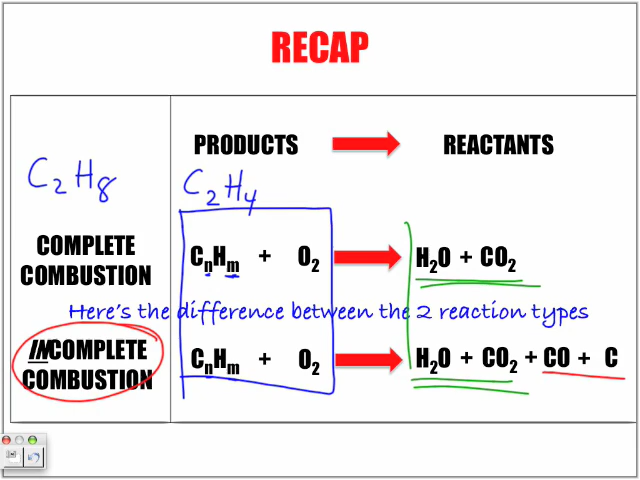 RECAP
PRODUCTS REACTANTS
C₂H₈ C₂H₄
COMPLETE
COMBUSTION
CₙHₘ + O₂ H₂O + CO₂
Here's the difference between the 2 reaction types
INCOMPLETE
COMBUSTION
CₙHₘ + O₂ H₂O + CO₂ + CO + C